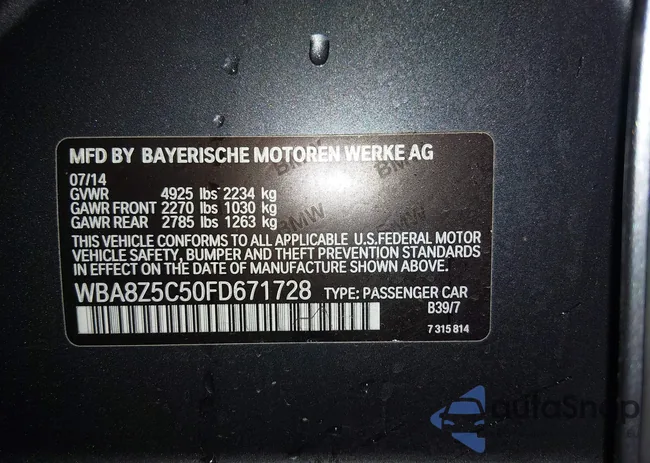 MFD BY BAYERISCHE MOTOREN WERKE AG
07/14
GVWR 4925 lbs 2234 kg
GAWR FRONT 2270 lbs 1030 kg
GAWR REAR 2785 lbs 1263 kg
THIS VEHICLE CONFORMS TO ALL APPLICABLE U.S.FEDERAL MOTOR
VEHICLE SAFETY, BUMPER AND THEFT PREVENTION STANDARDS
IN EFFECT ON THE DATE OF MANUFACTURE SHOWN ABOVE.
WBA8Z5C50FD671728 TYPE: PASSENGER CAR
B39/7
7 315 814
BMW
autoSnap